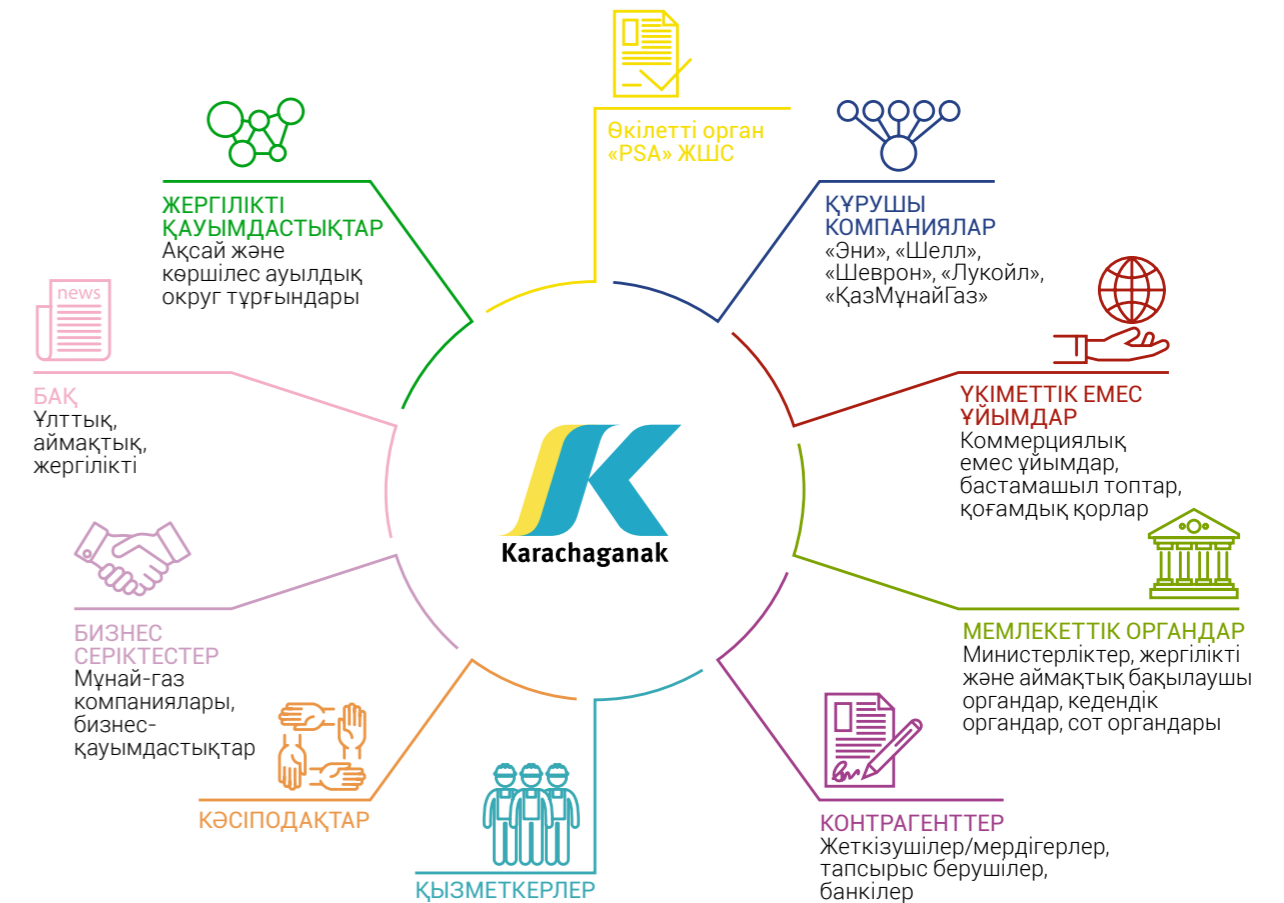 Өкілетті орган
«PSA» ЖШС
ҚҰРУШЫ
КОМПАНИЯЛАР
«Эни», «Шелл»,
«Шеврон», «Лукойл»,
«ҚазМұнайГаз»
ҮКІМЕТТІК ЕМЕС
ҰЙЫМДАР
Коммерциялық
емес ұйымдар,
бастамашыл топтар,
қоғамдық қорлар
МЕМЛЕКЕТТІК ОРГАНДАР
Министерліктер, жергілікті
және аймақтық бақылаушы
органдар, кедендік
органдар, сот органдары
КОНТРАГЕНТТЕР
Жеткізушілер/мердігерлер,
тапсырыс берушілер,
банкілер
ҚЫЗМЕТКЕРЛЕР
КӘСІПОДАҚТАР
БИЗНЕС
СЕРІКТЕСТЕР
Мұнай-газ
компаниялары,
бизнес-
қауымдастықтар
news
БАҚ
Ұлттық,
аймақтық,
жергілікті
ЖЕРГІЛІКТІ
ҚАУЫМДАСТЫҚТАР
Ақсай және
көршілес ауылдық
округ тұрғындары
Karachaganak